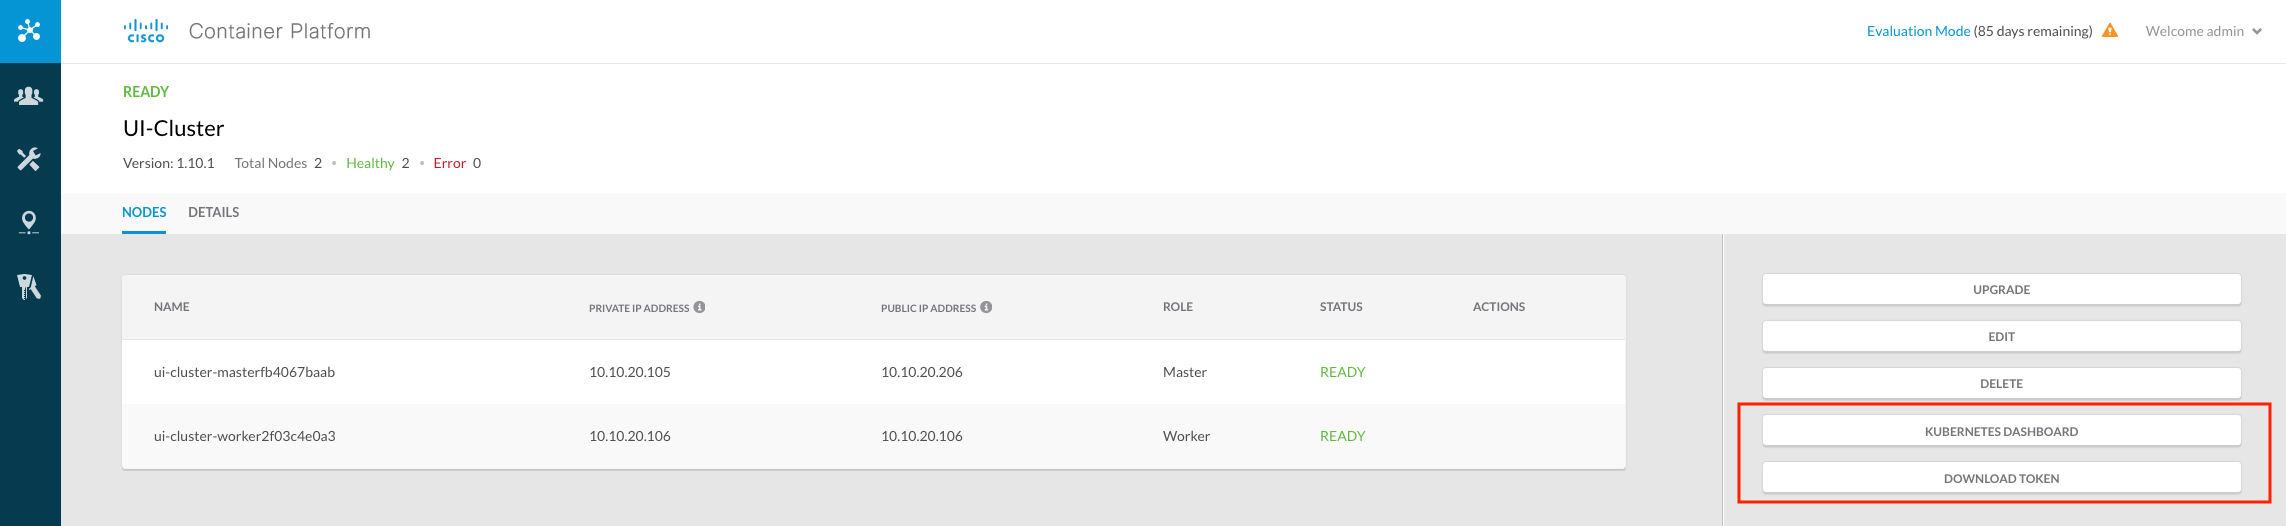 CISCO Container Platform Evaluation Mode (85 days remaining) Welcome admin
READY
UI-Cluster
Version: 1.10.1 Total Nodes 2 • Healthy 2 • Error 0
NODES DETAILS
NAME PRIVATE IP ADDRESS PUBLIC IP ADDRESS ROLE STATUS ACTIONS
ui-cluster-masterfb4067baab 10.10.20.105 10.10.20.206 Master READY
ui-cluster-worker2f03c4e0a3 10.10.20.106 10.10.20.106 Worker READY
UPGRADE
EDIT
DELETE
KUBERNETES DASHBOARD
DOWNLOAD TOKEN